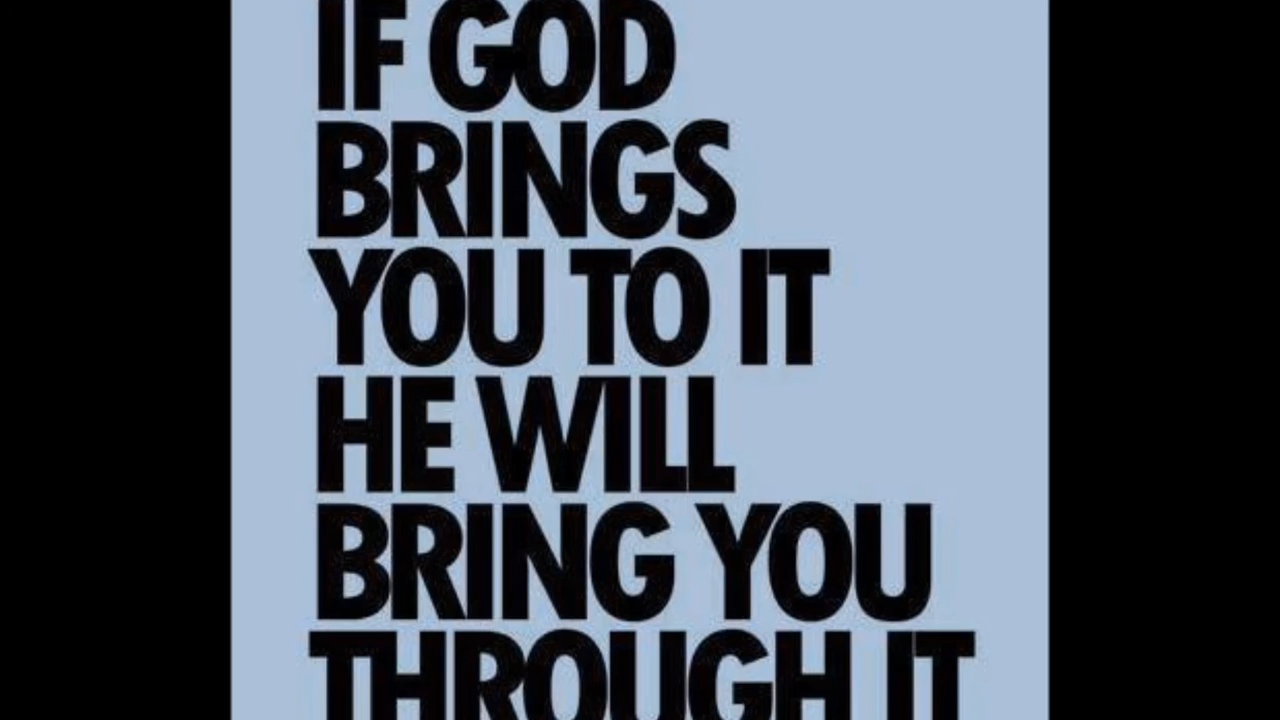 IF GOD
BRINGS
YOU TO IT
HE WILL
BRING YOU
THROUGH IT